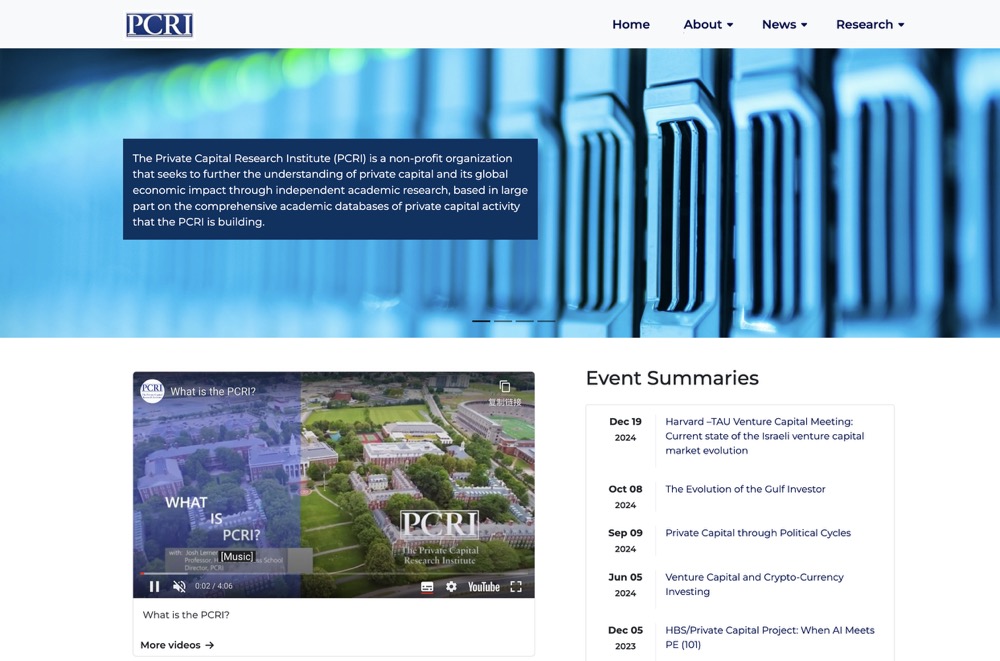 PCRI
Home
About
News
Research
The Private Capital Research Institute (PCRI) is a non-profit organization
that seeks to further the understanding of private capital and its global
economic impact through independent academic research, based in large
part on the comprehensive academic databases of private capital activity
that the PCRI is building.
PCRI
What is the PCRI?
复制链接
WHAT
IS
PCRI?
with: Josh Lerner
Professor, School
Director, PCRI
[Music]
PCRI
The Private Capital
Research Institute
0:02 / 4:06
YouTube
What is the PCRI?
More videos →
Event Summaries
Dec 19
2024
Harvard –TAU Venture Capital Meeting:
Current state of the Israeli venture capital
market evolution
Oct 08
2024
The Evolution of the Gulf Investor
Sep 09
2024
Private Capital through Political Cycles
Jun 05
2024
Venture Capital and Crypto-Currency
Investing
Dec 05
2023
HBS/Private Capital Project: When AI Meets
PE (101)